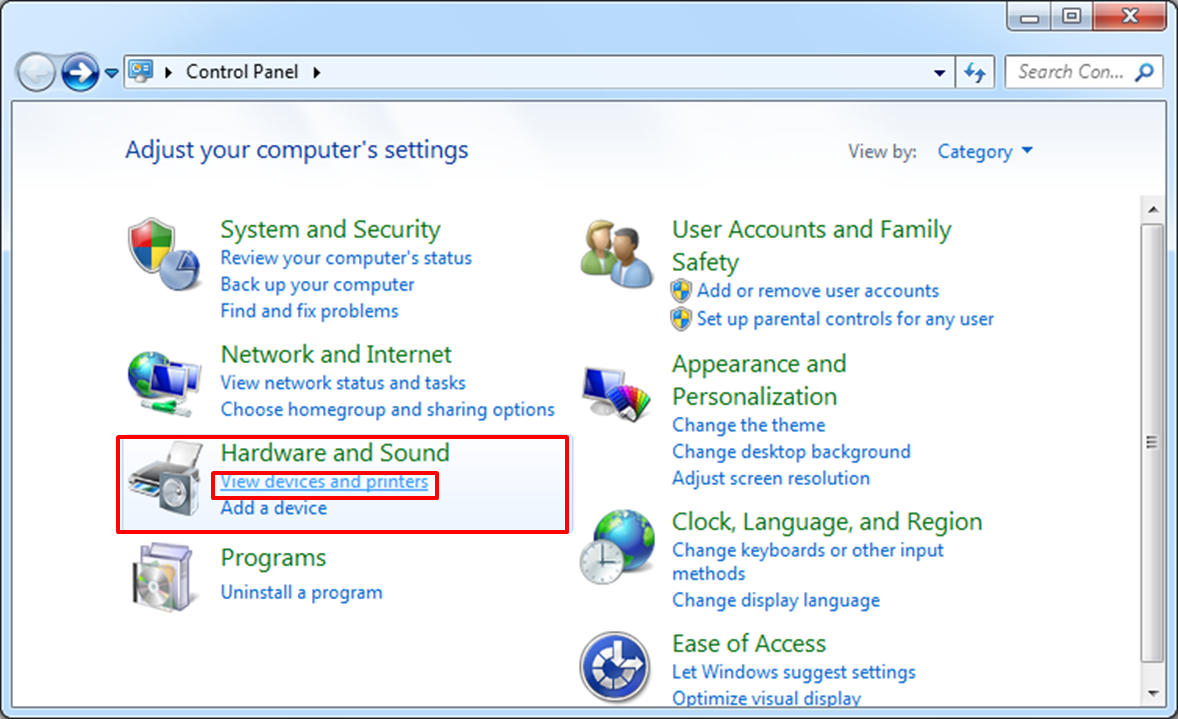 Control Panel
Search Con...
Adjust your computer's settings
View by: Category
System and Security
Review your computer's status
Back up your computer
Find and fix problems
Network and Internet
View network status and tasks
Choose homegroup and sharing options
Hardware and Sound
View devices and printers
Add a device
Programs
Uninstall a program
User Accounts and Family
Safety
Add or remove user accounts
Set up parental controls for any user
Appearance and
Personalization
Change the theme
Change desktop background
Adjust screen resolution
Clock, Language, and Region
Change keyboards or other input
methods
Change display language
Ease of Access
Let Windows suggest settings
Optimize visual display